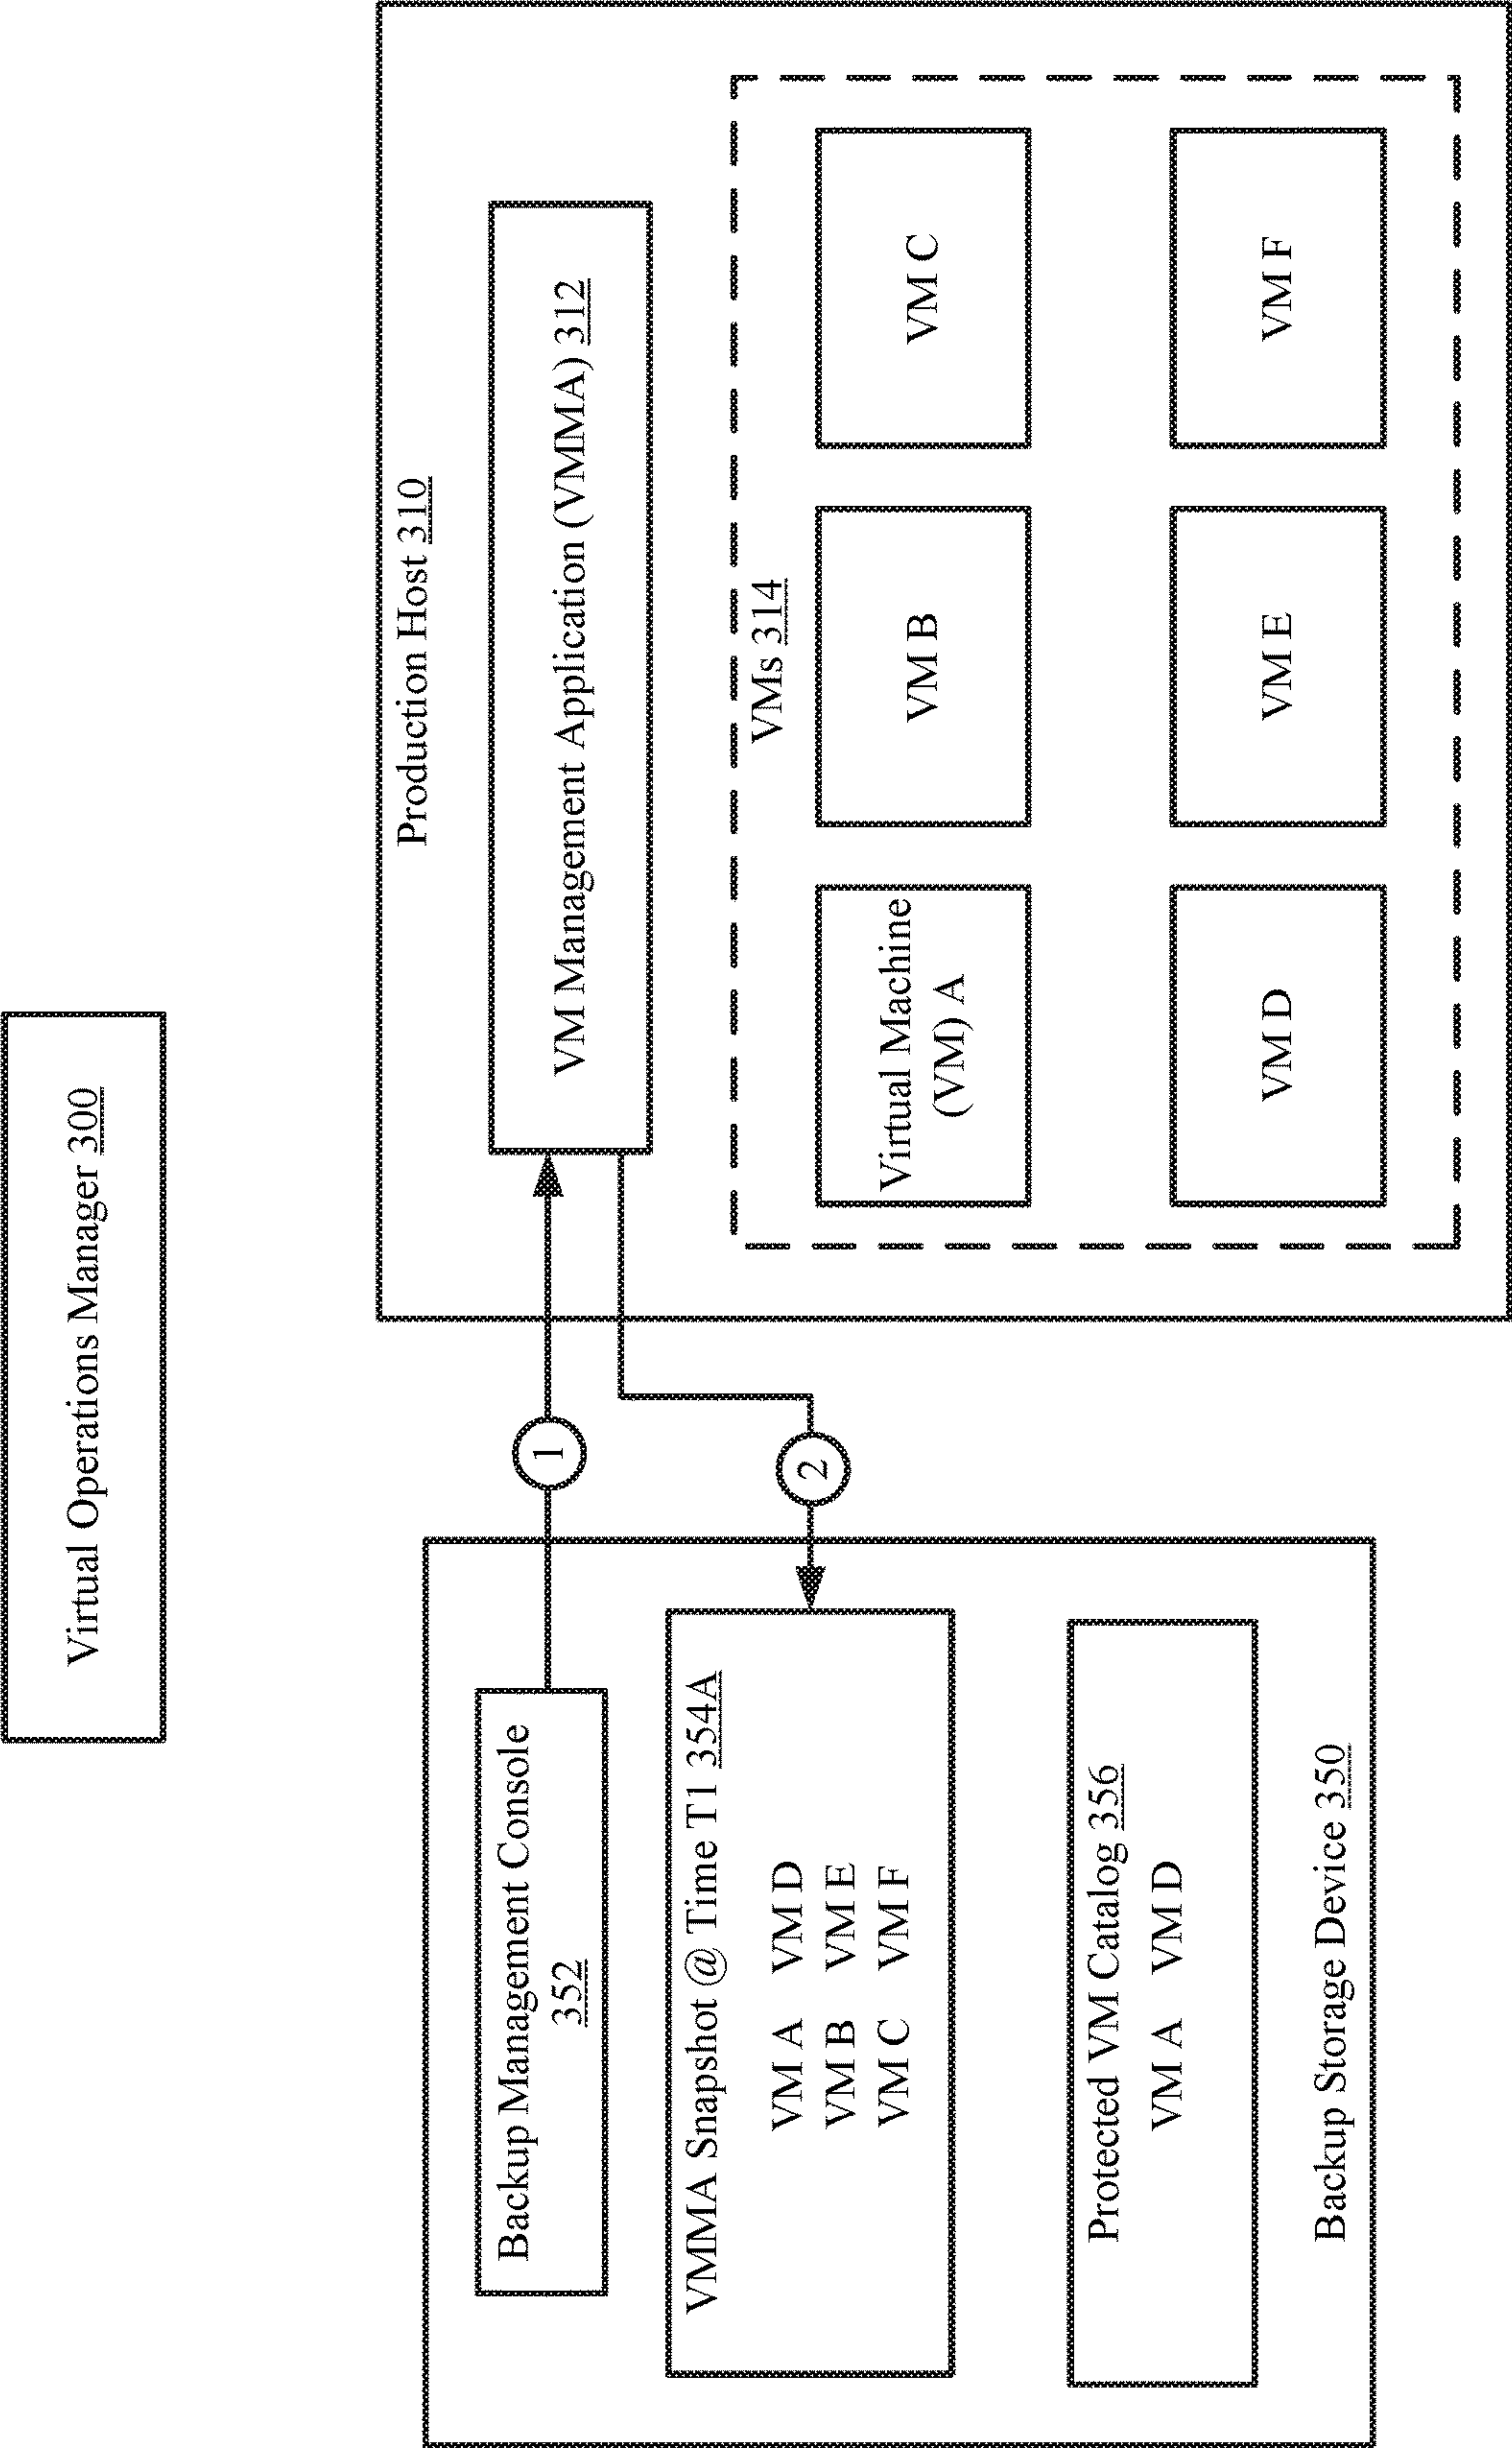 Virtual Operations Manager 300
Backup Management Console
352
VMMA Snapshot @ Time T1 354A
VM A VM D
VM B VM E
VM C VM F
Protected VM Catalog 356
VM A VM D
Backup Storage Device 350
1
2
Production Host 310
VM Management Application (VMMA) 312
VMs 314
Virtual Machine
(VM) A
VM B
VM C
VM D
VM E
VM F